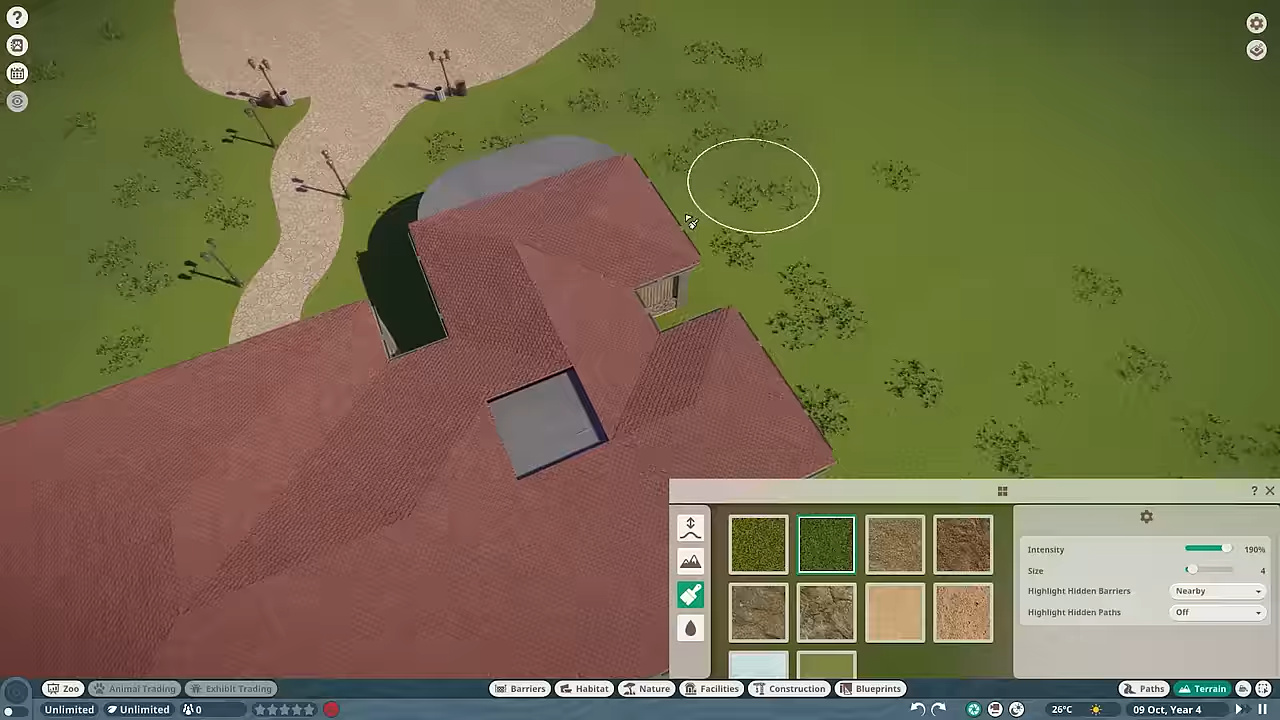 ?
? ×
Intensity 190%
Size 4
Highlight Hidden Barriers Nearby
Highlight Hidden Paths Off
Zoo Animal Trading Exhibit Trading Barriers Habitat Nature Facilities Construction Blueprints Paths Terrain
Unlimited Unlimited 0 26°C 09 Oct, Year 4